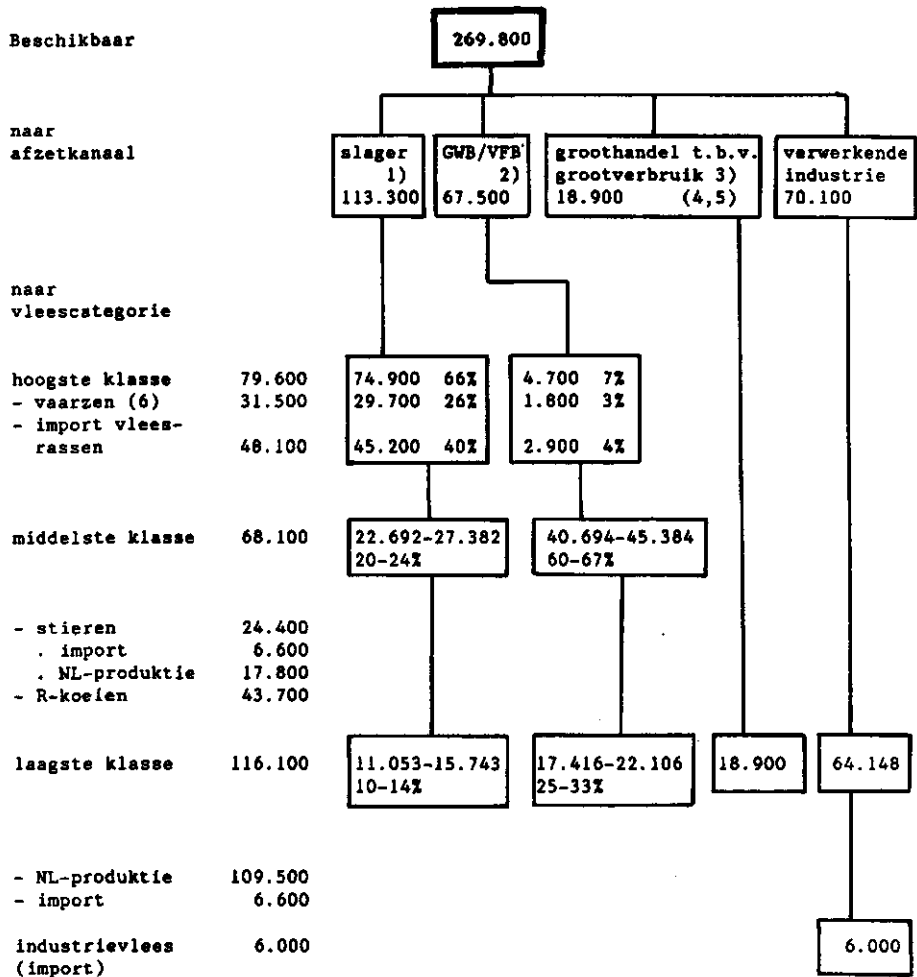 Beschikbaar 269.800
naar
afzetkanaal
slager
1)
113.300
GWB/VFB
2)
67.500
groothandel t.b.v.
grootverbruik 3)
18.900 (4,5)
verwerkende
industrie
70.100
naar
vleescategorie
hoogste klasse 79.600 74.900 66% 4.700 7%
- vaarzen (6) 31.500 29.700 26% 1.800 3%
- import vlees-
rassen 48.100 45.200 40% 2.900 4%
middelste klasse 68.100 22.692-27.382 40.694-45.384
20-24% 60-67%
- stieren 24.400
. import 6.600
. NL-produktie 17.800
- R-koeien 43.700
laagste klasse 116.100 11.053-15.743 17.416-22.106 18.900 64.148
10-14% 25-33%
- NL-produktie 109.500
- import 6.600
industrievlees 6.000 6.000
(import)